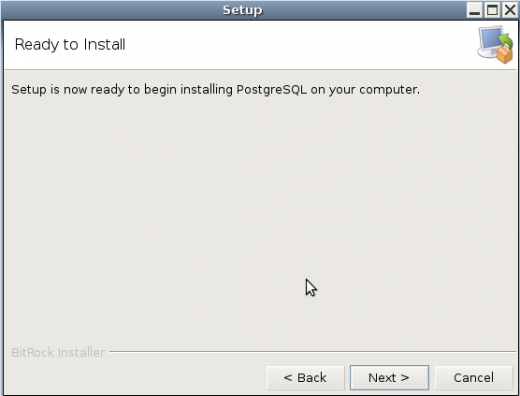 Setup
Ready to Install
Setup is now ready to begin installing PostgreSQL on your computer.
BitRock Installer
< Back
Next >
Cancel